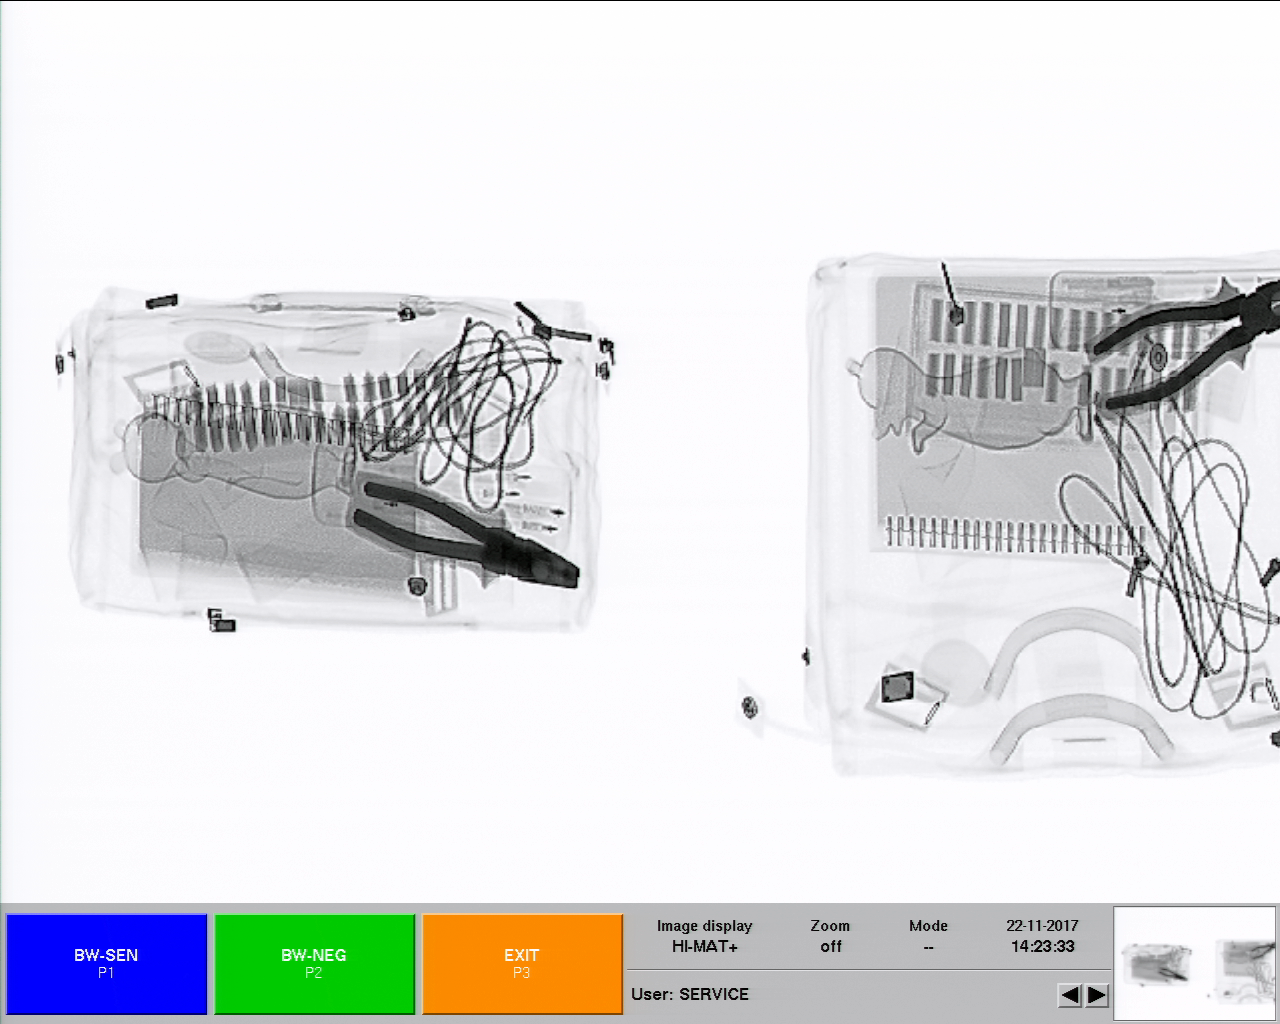 BW-SEN
P1
BW-NEG
P2
EXIT
P3
Image display
HI-MAT+
Zoom
off
Mode
--
22-11-2017
14:23:33
User: SERVICE